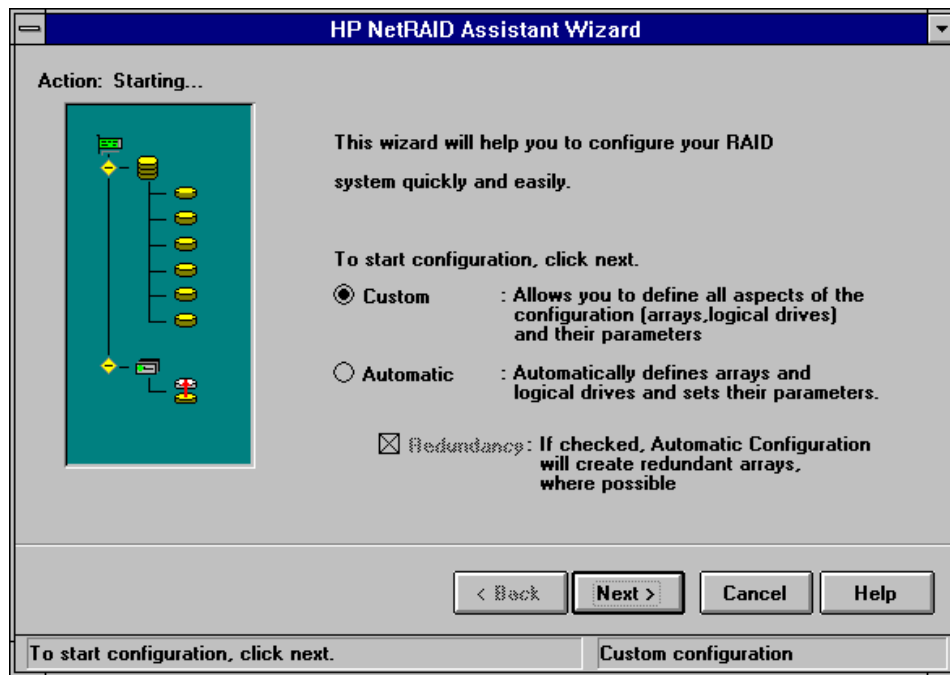 HP NetRAID Assistant Wizard
Action: Starting...
This wizard will help you to configure your RAID
system quickly and easily.
To start configuration, click next.
Custom : Allows you to define all aspects of the
configuration (arrays,logical drives)
and their parameters
Automatic : Automatically defines arrays and
logical drives and sets their parameters.
Redundancy : If checked, Automatic Configuration
will create redundant arrays,
where possible
< Back Next > Cancel Help
To start configuration, click next. Custom configuration